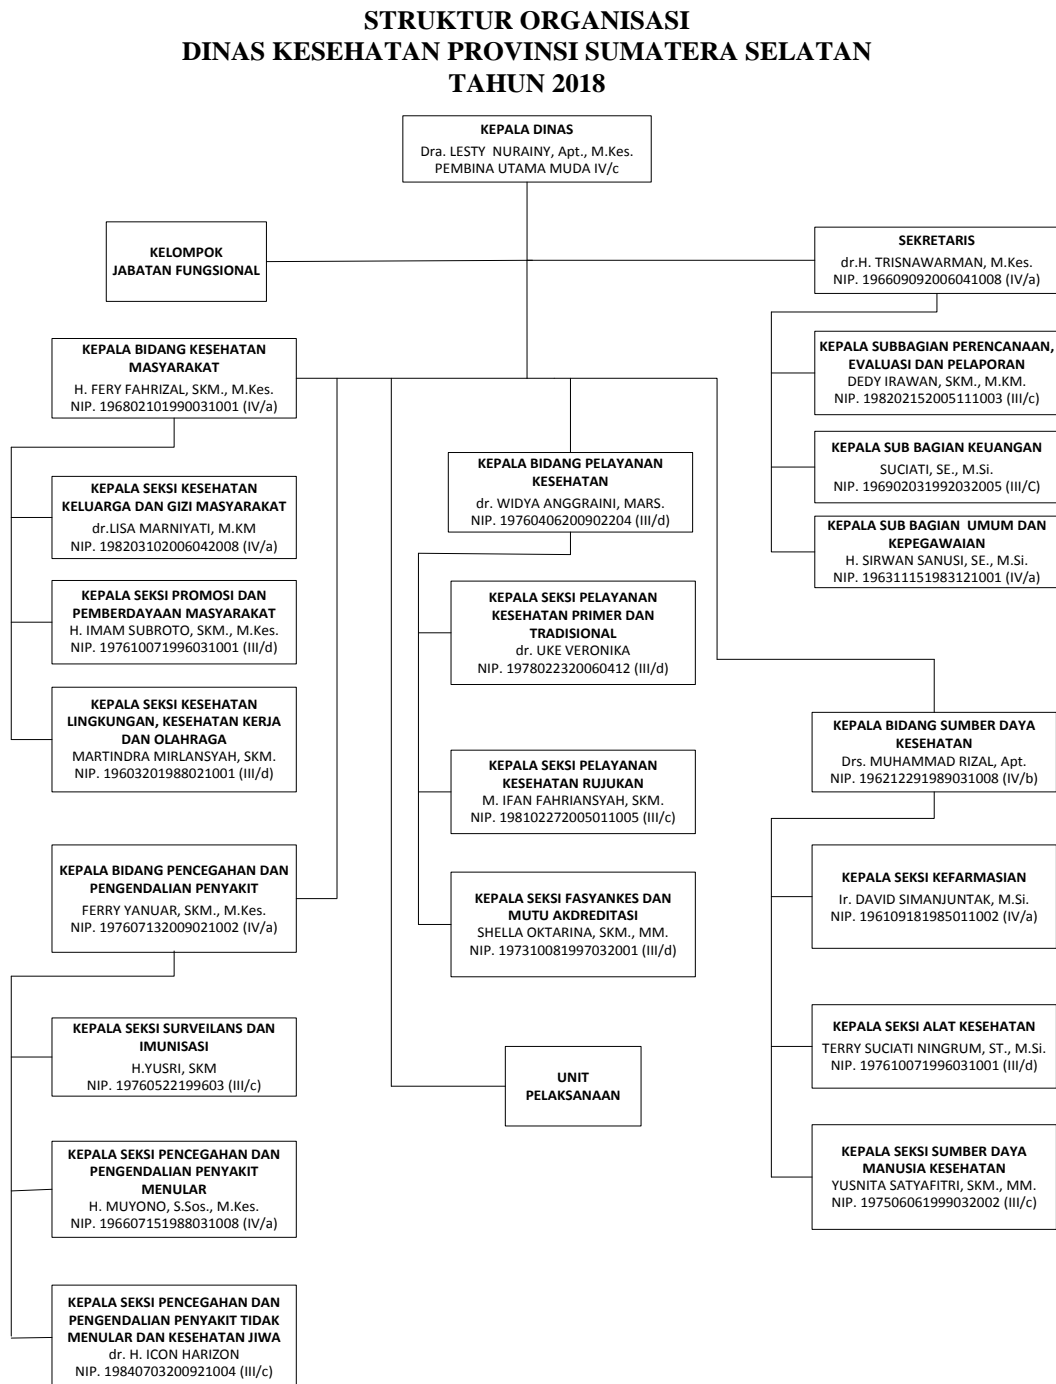 STRUKTUR ORGANISASI
DINAS KESEHATAN PROVINSI SUMATERA SELATAN
TAHUN 2018
KEPALA DINAS
Dra. LESTY NURAINY, Apt., M.Kes.
PEMBINA UTAMA MUDA IV/c
KELOMPOK
JABATAN FUNGSIONAL
SEKRETARIS
dr.H. TRISNAWARMAN, M.Kes.
NIP. 196609092006041008 (IV/a)
KEPALA SUBBAGIAN PERENCANAAN,
EVALUASI DAN PELAPORAN
DEDY IRAWAN, SKM., M.KM.
NIP. 198202152005111003 (III/c)
KEPALA SUB BAGIAN KEUANGAN
SUCIATI, SE., M.Si.
NIP. 196902031992032005 (III/C)
KEPALA SUB BAGIAN UMUM DAN
KEPEGAWAIAN
H. SIRWAN SANUSI, SE., M.Si.
NIP. 196311151983121001 (IV/a)
KEPALA BIDANG KESEHATAN
MASYARAKAT
H. FERY FAHRIZAL, SKM., M.Kes.
NIP. 196802101990031001 (IV/a)
KEPALA SEKSI KESEHATAN
KELUARGA DAN GIZI MASYARAKAT
dr.LISA MARNIYATI, M.KM
NIP. 198203102006042008 (IV/a)
KEPALA SEKSI PROMOSI DAN
PEMBERDAYAAN MASYARAKAT
H. IMAM SUBROTO, SKM., M.Kes.
NIP. 197610071996031001 (III/d)
KEPALA SEKSI KESEHATAN
LINGKUNGAN, KESEHATAN KERJA
DAN OLAHRAGA
MARTINDRA MIRLANSYAH, SKM.
NIP. 19603201988021001 (III/d)
KEPALA BIDANG PELAYANAN
KESEHATAN
dr. WIDYA ANGGRAINI, MARS.
NIP. 19760406200902204 (III/d)
KEPALA SEKSI PELAYANAN
KESEHATAN PRIMER DAN
TRADISIONAL
dr. UKE VERONIKA
NIP. 1978022320060412 (III/d)
KEPALA SEKSI PELAYANAN
KESEHATAN RUJUKAN
M. IFAN FAHRIANSYAH, SKM.
NIP. 198102272005011005 (III/c)
KEPALA SEKSI FASYANKES DAN
MUTU AKDREDITASI
SHELLA OKTARINA, SKM., MM.
NIP. 197310081997032001 (III/d)
KEPALA BIDANG SUMBER DAYA
KESEHATAN
Drs. MUHAMMAD RIZAL, Apt.
NIP. 196212291989031008 (IV/b)
KEPALA SEKSI KEFARMASIAN
Ir. DAVID SIMANJUNTAK, M.Si.
NIP. 196109181985011002 (IV/a)
KEPALA SEKSI ALAT KESEHATAN
TERRY SUCIATI NINGRUM, ST., M.Si.
NIP. 197610071996031001 (III/d)
KEPALA SEKSI SUMBER DAYA
MANUSIA KESEHATAN
YUSNITA SATYAFITRI, SKM., MM.
NIP. 197506061999032002 (III/c)
KEPALA BIDANG PENCEGAHAN DAN
PENGENDALIAN PENYAKIT
FERRY YANUAR, SKM., M.Kes.
NIP. 197607132009021002 (IV/a)
KEPALA SEKSI SURVEILANS DAN
IMUNISASI
H.YUSRI, SKM
NIP. 19760522199603 (III/c)
KEPALA SEKSI PENCEGAHAN DAN
PENGENDALIAN PENYAKIT
MENULAR
H. MUYONO, S.Sos., M.Kes.
NIP. 196607151988031008 (IV/a)
KEPALA SEKSI PENCEGAHAN DAN
PENGENDALIAN PENYAKIT TIDAK
MENULAR DAN KESEHATAN JIWA
dr. H. ICON HARIZON
NIP. 19840703200921004 (III/c)
UNIT
PELAKSANAAN